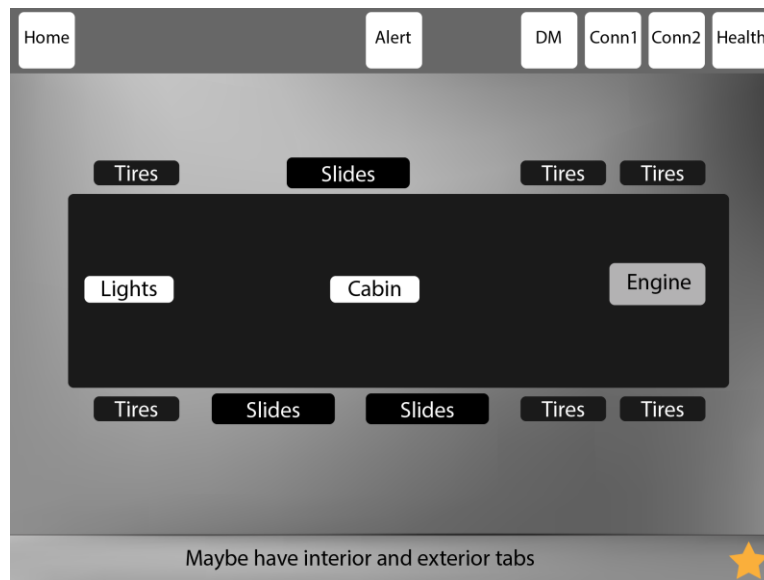 Home Alert DM Conn1 Conn2 Health
Tires Slides Tires Tires
Lights Cabin Engine
Tires Slides Slides Tires Tires
Maybe have interior and exterior tabs